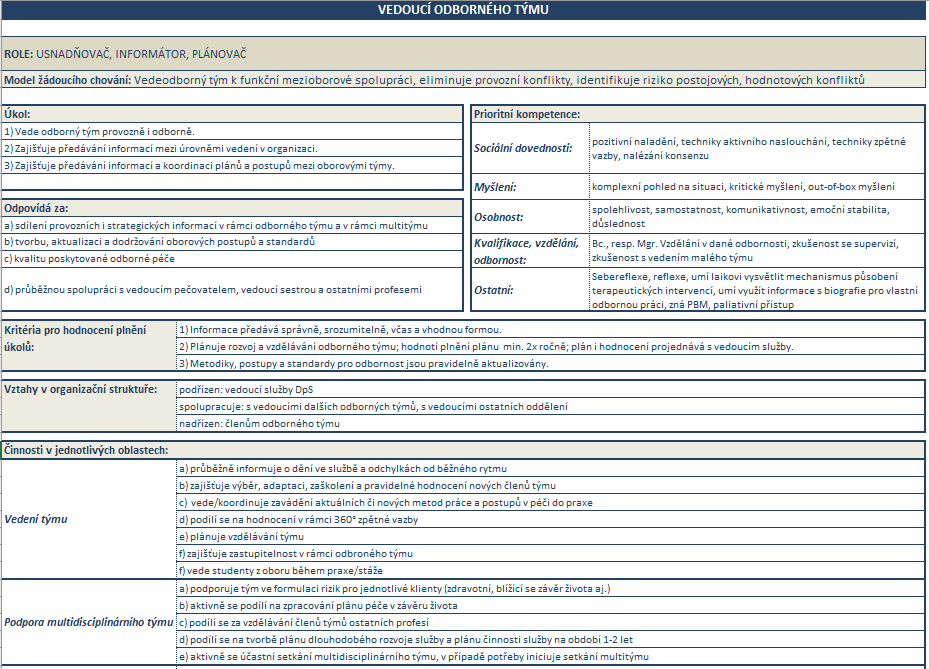 VEDOUCÍ ODBORNÉHO TÝMU
ROLE: USNADŇOVAČ, INFORMÁTOR, PLÁNOVAČ
Model žádoucího chování: Vedeodborný tým k funkční mezioborové spolupráci, eliminuje provozní konflikty, identifikuje riziko postojových, hodnotových konfliktů
Úkol:
1) Vede odborný tým provozně i odborně.
2) Zajišťuje předávání informací mezi úrovněmi vedení v organizaci.
3) Zajišťuje předávání informací a koordinaci plánů a postupů mezi oborovými týmy.
Odpovídá za:
a) sdílení provozních i strategických informací v rámci odborného týmu a v rámci multitýmu
b) tvorbu, aktualizaci a dodržování oborových postupů a standardů
c) kvalitu poskytované odborné péče
d) průběžnou spolupráci s vedoucím pečovatelem, vedoucí sestrou a ostatními profesemi
Prioritní kompetence:
Sociální dovednosti:
pozitivní naladění, techniky aktivního naslouchání, techniky zpětné
vazby, nalézání konsenzu
Myšlení:
komplexní pohled na situaci, kritické myšlení, out-of-box myšlení
Osobnost:
spolehlivost, samostatnost, komunikativnost, emoční stabilita,
důslednost
Kvalifikace, vzdělání,
odbornost:
Bc., resp. Mgr. Vzdělání v dané odbornosti, zkušenost se supervizí,
zkušenost s vedením malého týmu
Ostatní:
Sebereflexe, reflexe, umí laikovi vysvětlit mechanismus působení
terapeutických intervencí, umí využít informace s biografie pro vlastní
odbornou práci, zná PBM, paliativní přístup
Kritéria pro hodnocení plnění
úkolů:
1) Informace předává správně, srozumitelně, včas a vhodnou formou.
2) Plánuje rozvoj a vzdělávání odborného týmu; hodnotí plnění plánu min. 2x ročně; plán i hodnocení projednává s vedoucím služby.
3) Metodiky, postupy a standardy pro odbornost jsou pravidelně aktualizovány.
Vztahy v organizační struktuře:
podřízen: vedoucí služby DpS
spolupracuje: s vedoucími dalších odborných týmů, s vedoucími ostatních oddělení
nadřízen: členům odborného týmu
Činnosti v jednotlivých oblastech:
Vedení týmu
a) průběžně informuje o dění ve službě a odchylkách od běžného rytmu
b) zajišťuje výběr, adaptaci, zaškolení a pravidelné hodnocení nových členů týmu
c) vede/koordinuje zavádění aktuálních či nových metod práce a postupů v péči do praxe
d) podílí se na hodnocení v rámci 360° zpětné vazby
e) plánuje vzdělávání týmu
f) zajišťuje zastupitelnost v rámci odbroného týmu
f) vede studenty z oboru během praxe/stáže
Podpora multidisciplinárního týmu
a) podporuje tým ve formulaci rizik pro jednotlivé klienty (zdravotní, blížící se závěr života aj.)
b) aktivně se podílí na zpracování plánu péče v závěru života
c) podílí se za vzdělávání členů týmů ostatních profesí
d) podílí se na tvorbě plánu dlouhodobého rozvoje služby a plánu činnosti služby na období 1-2 let
e) aktivně se účastní setkání multidisciplinárního týmu, v případě potřeby iniciuje setkání multitýmu